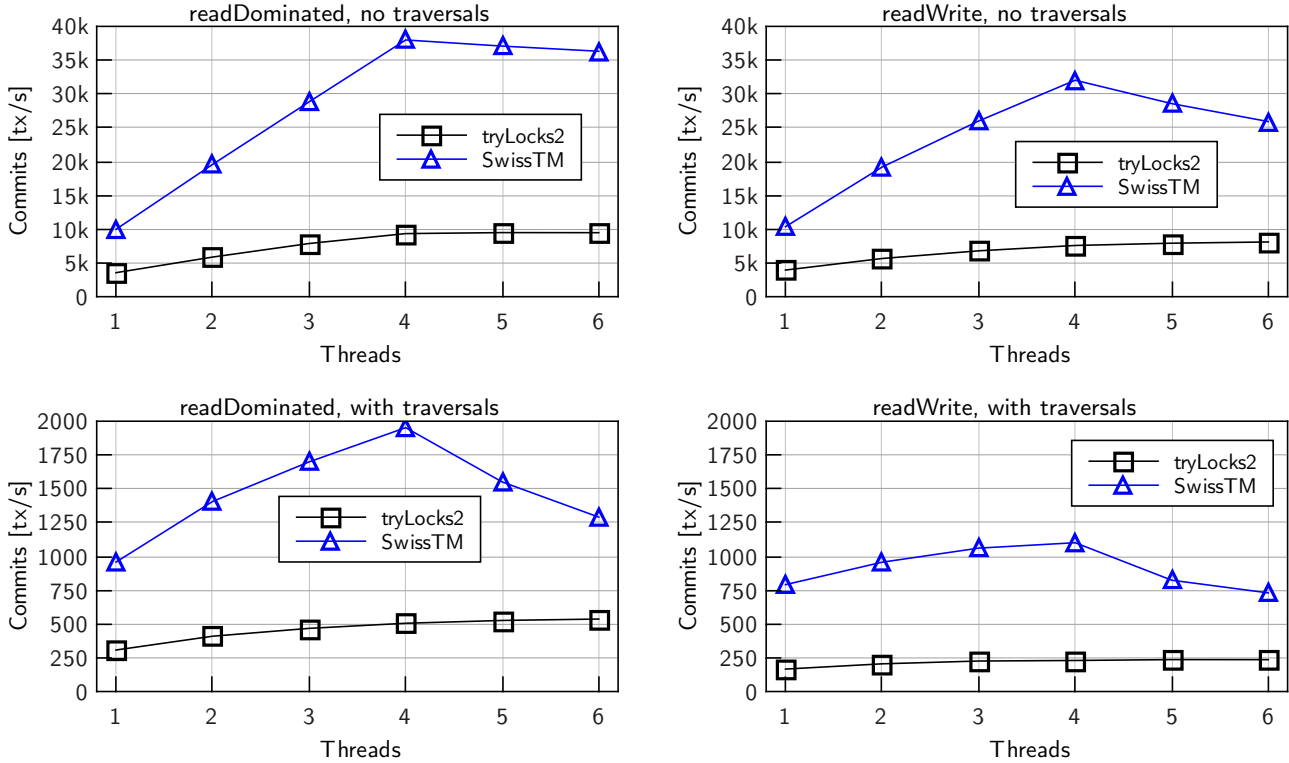 readDominated, no traversals
40k
35k
30k
25k
20k
15k
10k
5k
0
Commits [tx/s]
tryLocks2
SwissTM
1 2 3 4 5 6
Threads
readWrite, no traversals
40k
35k
30k
25k
20k
15k
10k
5k
0
Commits [tx/s]
tryLocks2
SwissTM
1 2 3 4 5 6
Threads
readDominated, with traversals
2000
1750
1500
1250
1000
750
500
250
0
Commits [tx/s]
tryLocks2
SwissTM
1 2 3 4 5 6
Threads
readWrite, with traversals
2000
1750
1500
1250
1000
750
500
250
0
Commits [tx/s]
tryLocks2
SwissTM
1 2 3 4 5 6
Threads